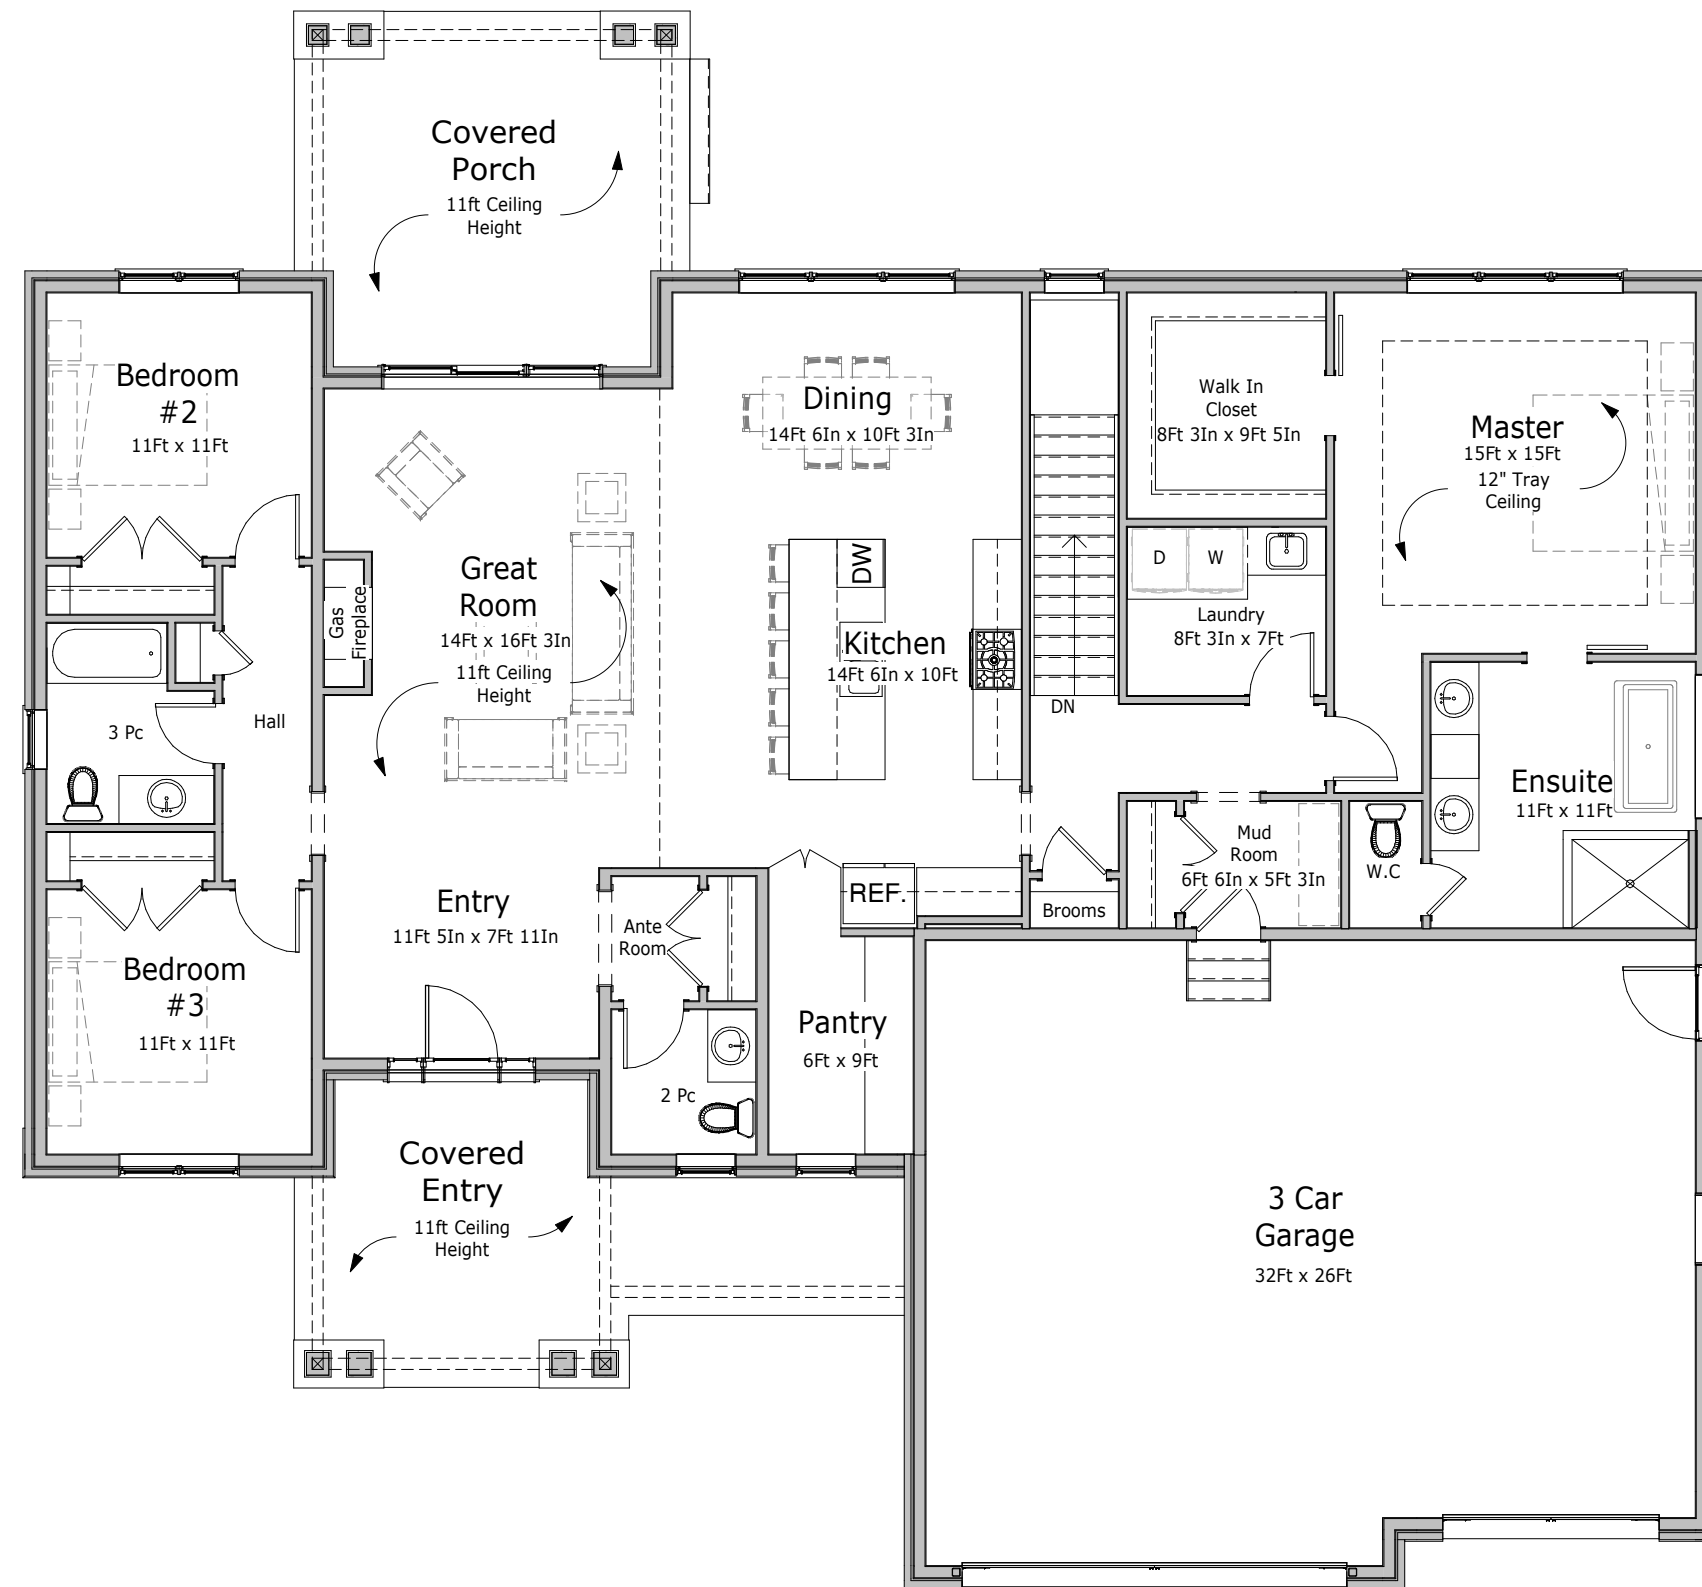 Covered
Porch
11ft Ceiling
Height
Bedroom
#2
11Ft x 11Ft
Dining
14Ft 6In x 10Ft 3In
Walk In
Closet
8Ft 3In x 9Ft 5In
Master
15Ft x 15Ft
12" Tray
Ceiling
Great
Room
14Ft x 16Ft 3In
11ft Ceiling
Height
Gas
Fireplace
DW
Kitchen
14Ft 6In x 10Ft
D
W
Laundry
8Ft 3In x 7Ft
DN
Hall
3 Pc
Ensuite
11Ft x 11Ft
Mud
Room
6Ft 6In x 5Ft 3In
W.C
Brooms
REF.
Entry
11Ft 5In x 7Ft 11In
Ante
Room
Bedroom
#3
11Ft x 11Ft
Pantry
6Ft x 9Ft
2 Pc
Covered
Entry
11ft Ceiling
Height
3 Car
Garage
32Ft x 26Ft